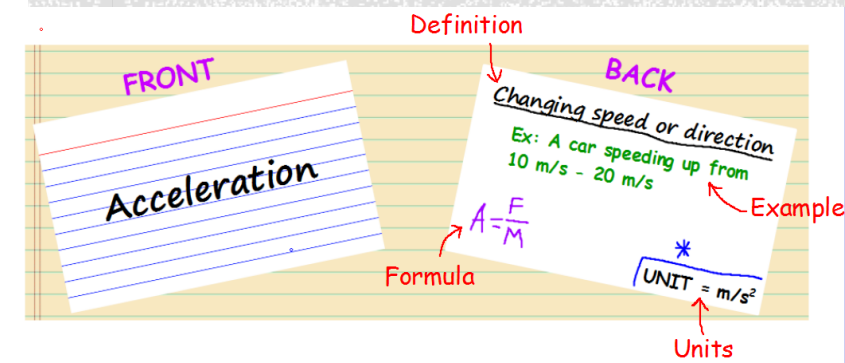 Definition
FRONT
BACK
Acceleration
Changing speed or direction
Ex: A car speeding up from
10 m/s - 20 m/s
Example
A=F/M
Formula
*
UNIT = m/s²
Units